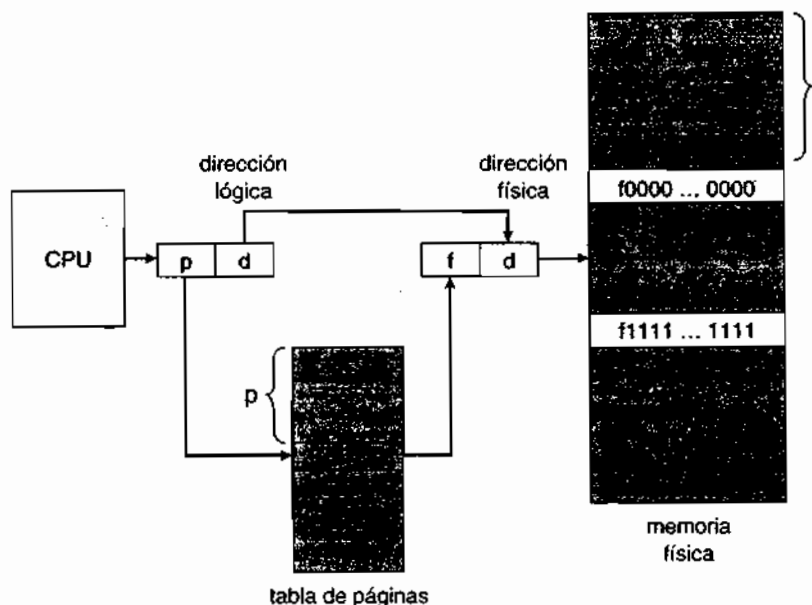 dirección
lógica
dirección
física
CPU
p
d
f
d
f0000 ... 0000
f1111 ... 1111
p
tabla de páginas
memoria
física